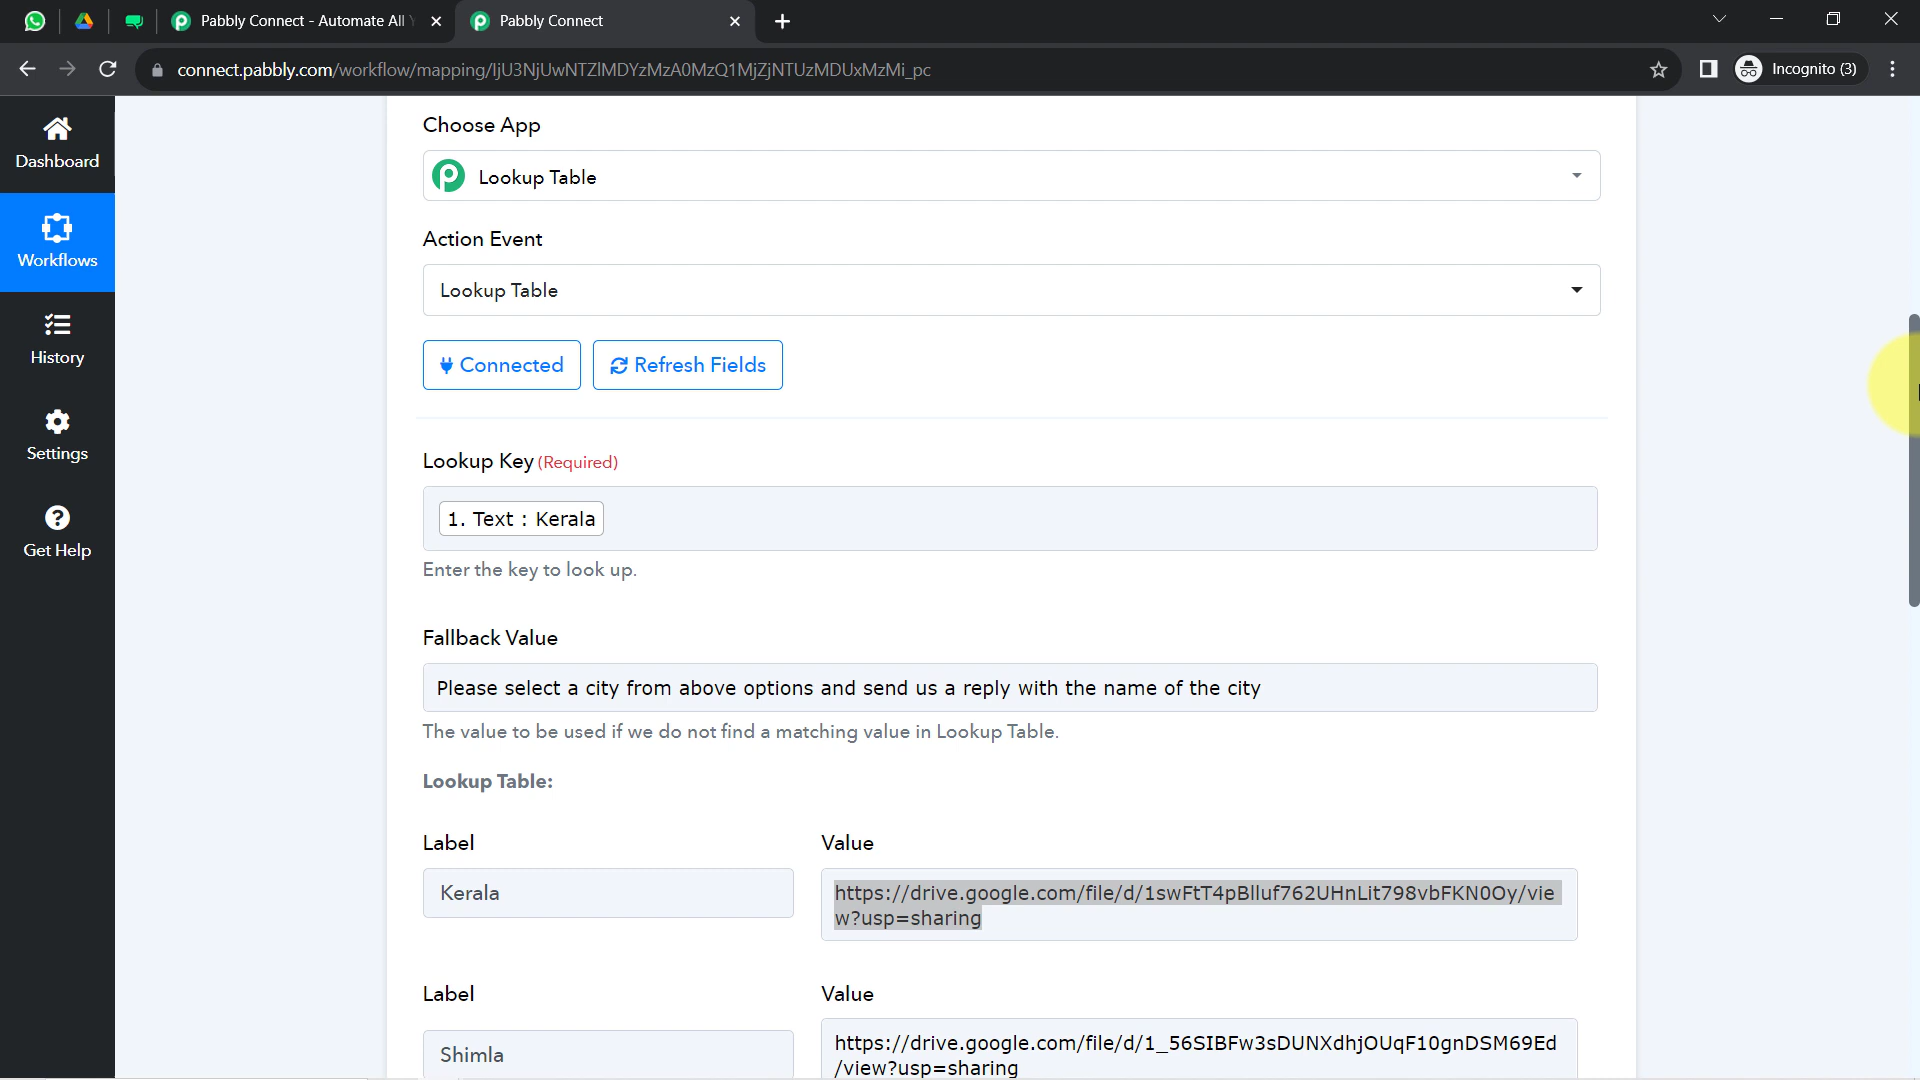 Pabbly Connect - Automate All Y
Pabbly Connect
connect.pabbly.com/workflow/mapping/IjU3NjUwNTZlMDYzMzA0MzQ1MjZjNTUzMDUxMzMi_pc
Incognito (3)
Dashboard
Workflows
History
Settings
Get Help
Choose App
Lookup Table
Action Event
Lookup Table
Connected
Refresh Fields
Lookup Key (Required)
1. Text : Kerala
Enter the key to look up.
Fallback Value
Please select a city from above options and send us a reply with the name of the city
The value to be used if we do not find a matching value in Lookup Table.
Lookup Table:
Label Value
Kerala
https://drive.google.com/file/d/1swFtT4pBlluf762UHnLit798vbFKN0Oy/vie
w?usp=sharing
Label Value
Shimla
https://drive.google.com/file/d/1_56SIBFw3sDUNXdhjOUqF10gnDSM69Ed
/view?usp=sharing